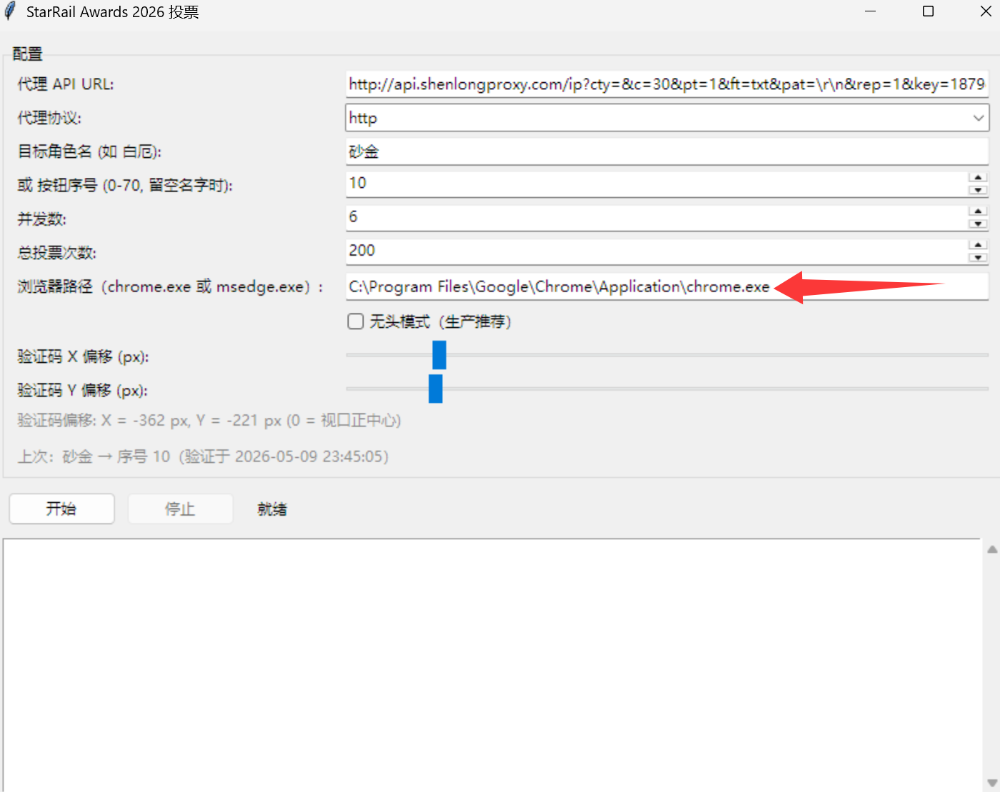 StarRail Awards 2026 投票
配置
代理 API URL: http://api.shenlongproxy.com/ip?cty=&c=30&pt=1&ft=txt&pat=\r\n&rep=1&key=1879
代理协议: http
目标角色名 (如 白厄): 砂金
或 按钮序号 (0-70, 留空名字时): 10
并发数: 6
总投票次数: 200
浏览器路径（chrome.exe 或 msedge.exe）: C:\Program Files\Google\Chrome\Application\chrome.exe
无头模式（生产推荐）
验证码 X 偏移 (px):
验证码 Y 偏移 (px):
验证码偏移: X = -362 px, Y = -221 px (0 = 视口正中心)
上次：砂金 → 序号 10（验证于 2026-05-09 23:45:05）
开始 停止 就绪